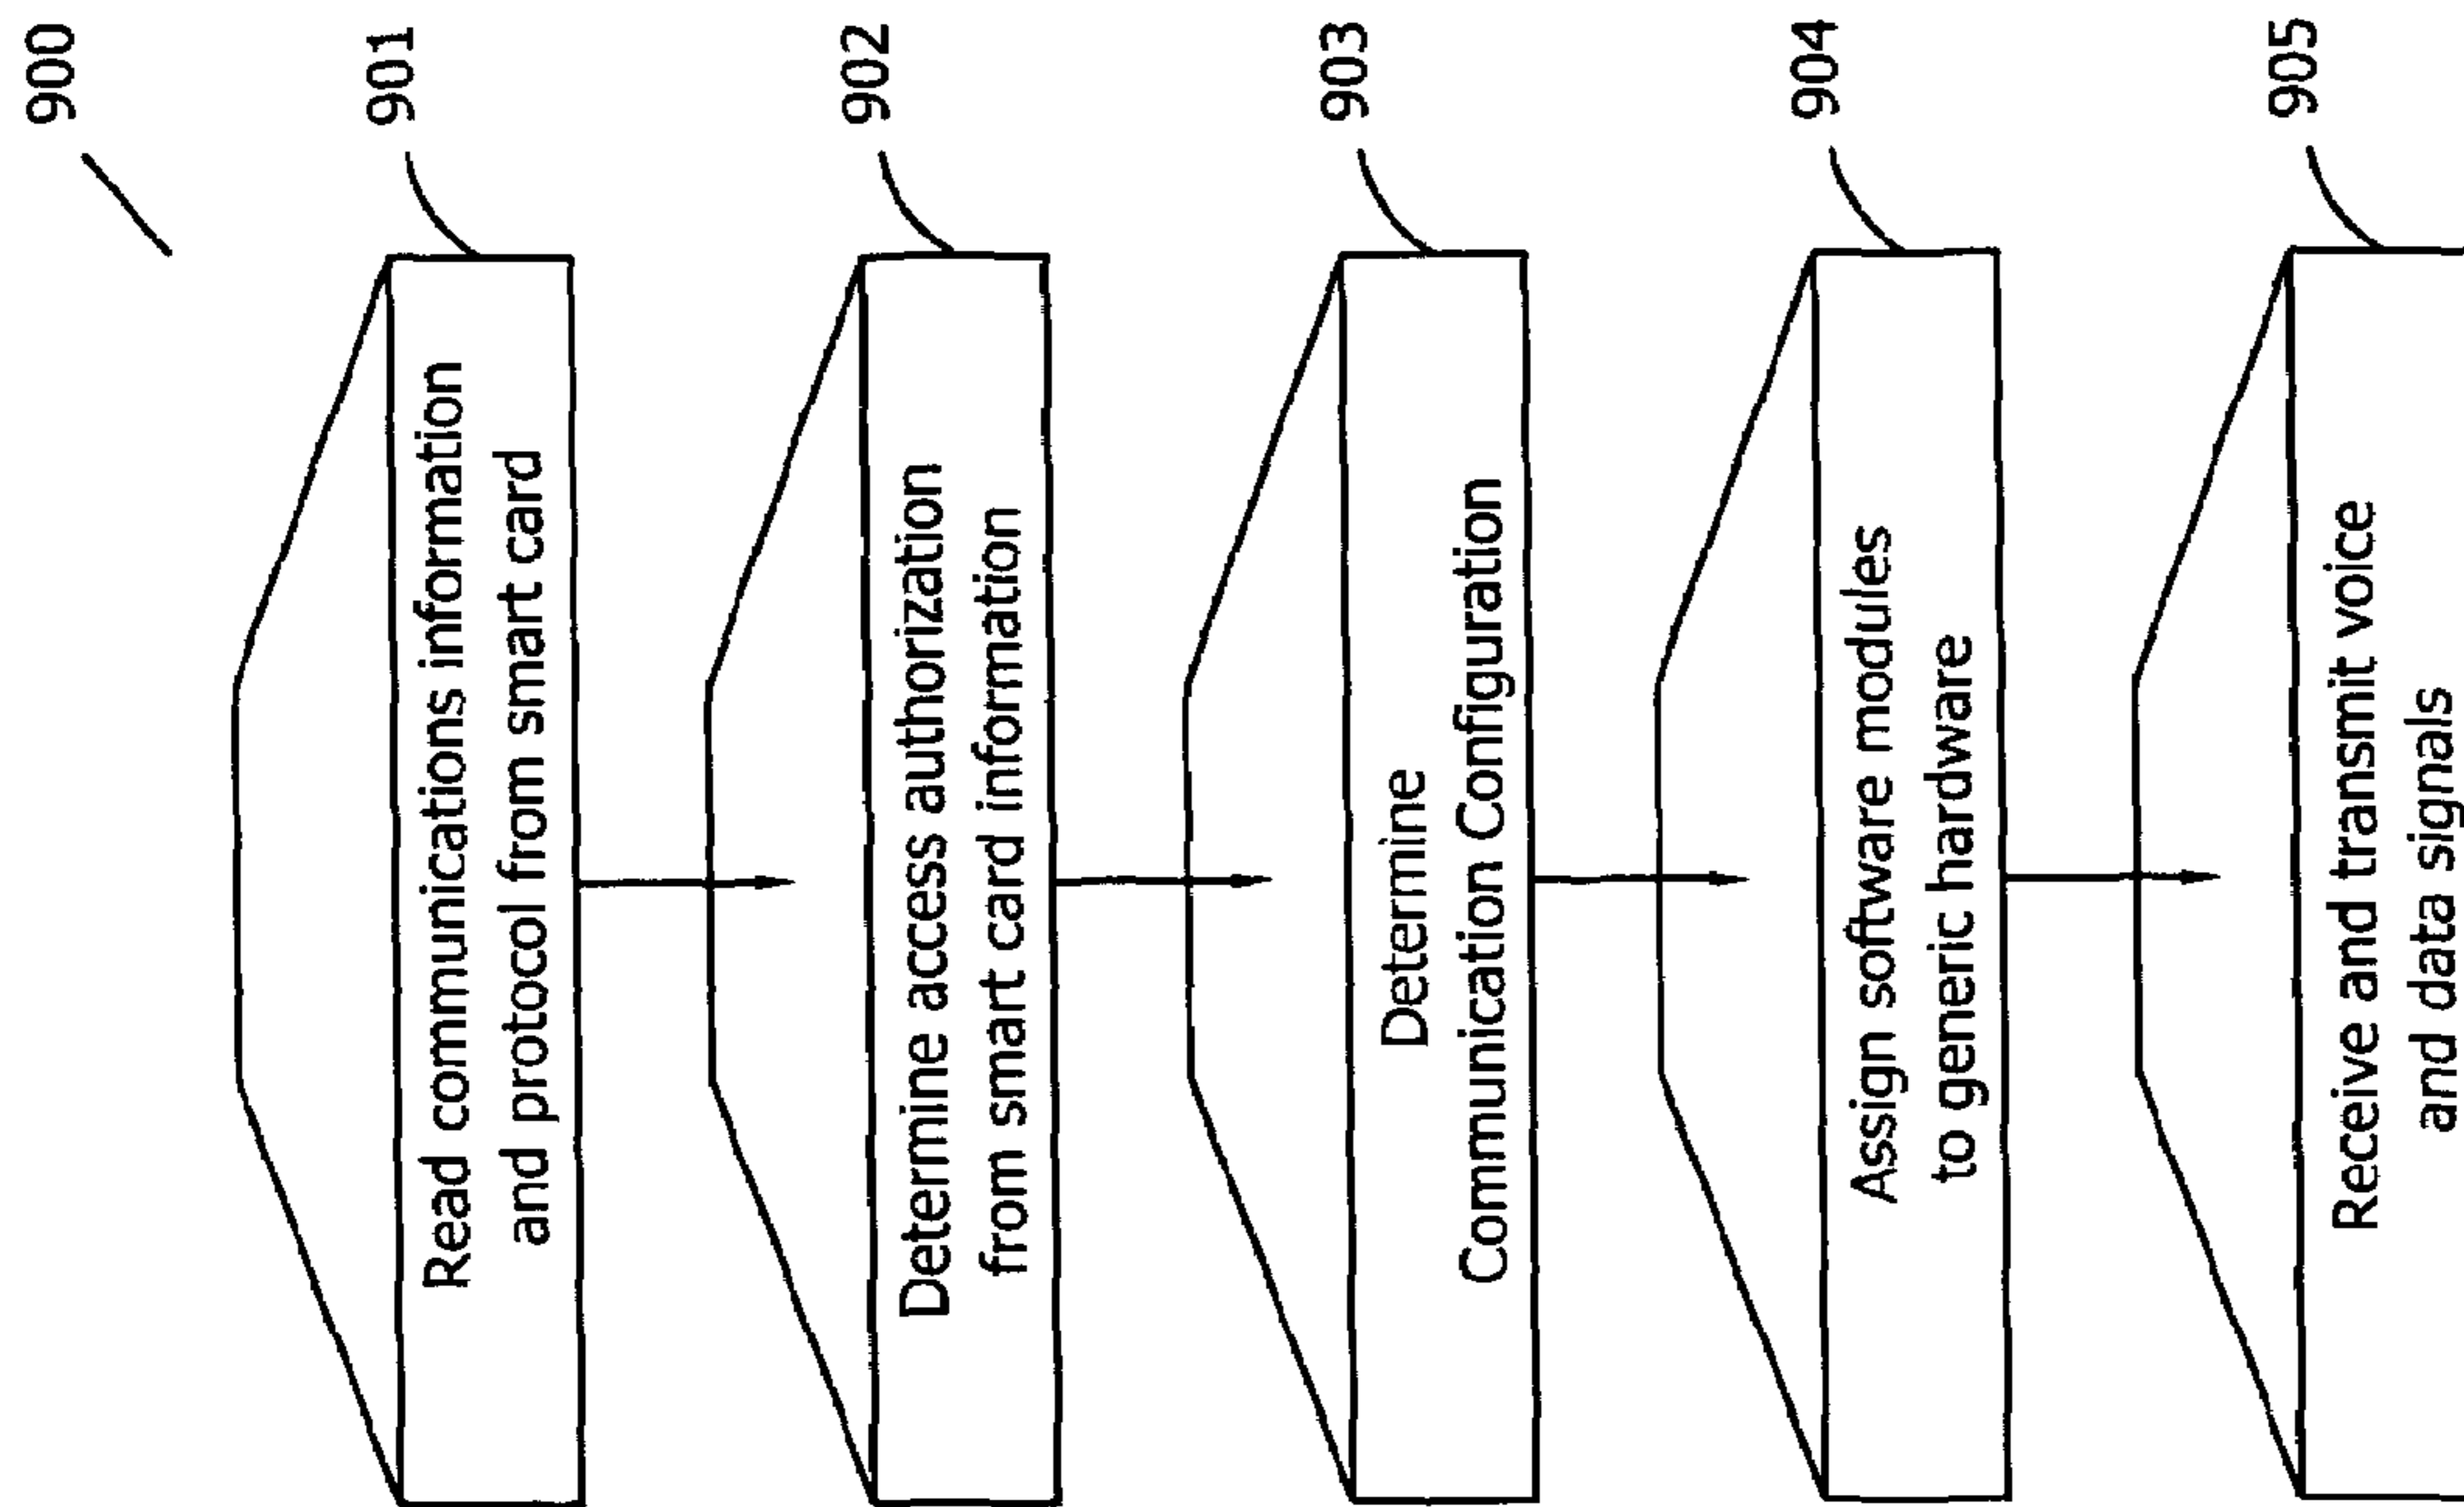 900
901
Read communications information
and protocol from smart card
902
Determine access authorization
from smart card information
903
Determine
Communication Configuration
904
Assign software modules
to generic hardware
905
Receive and transmit voice
and data signals